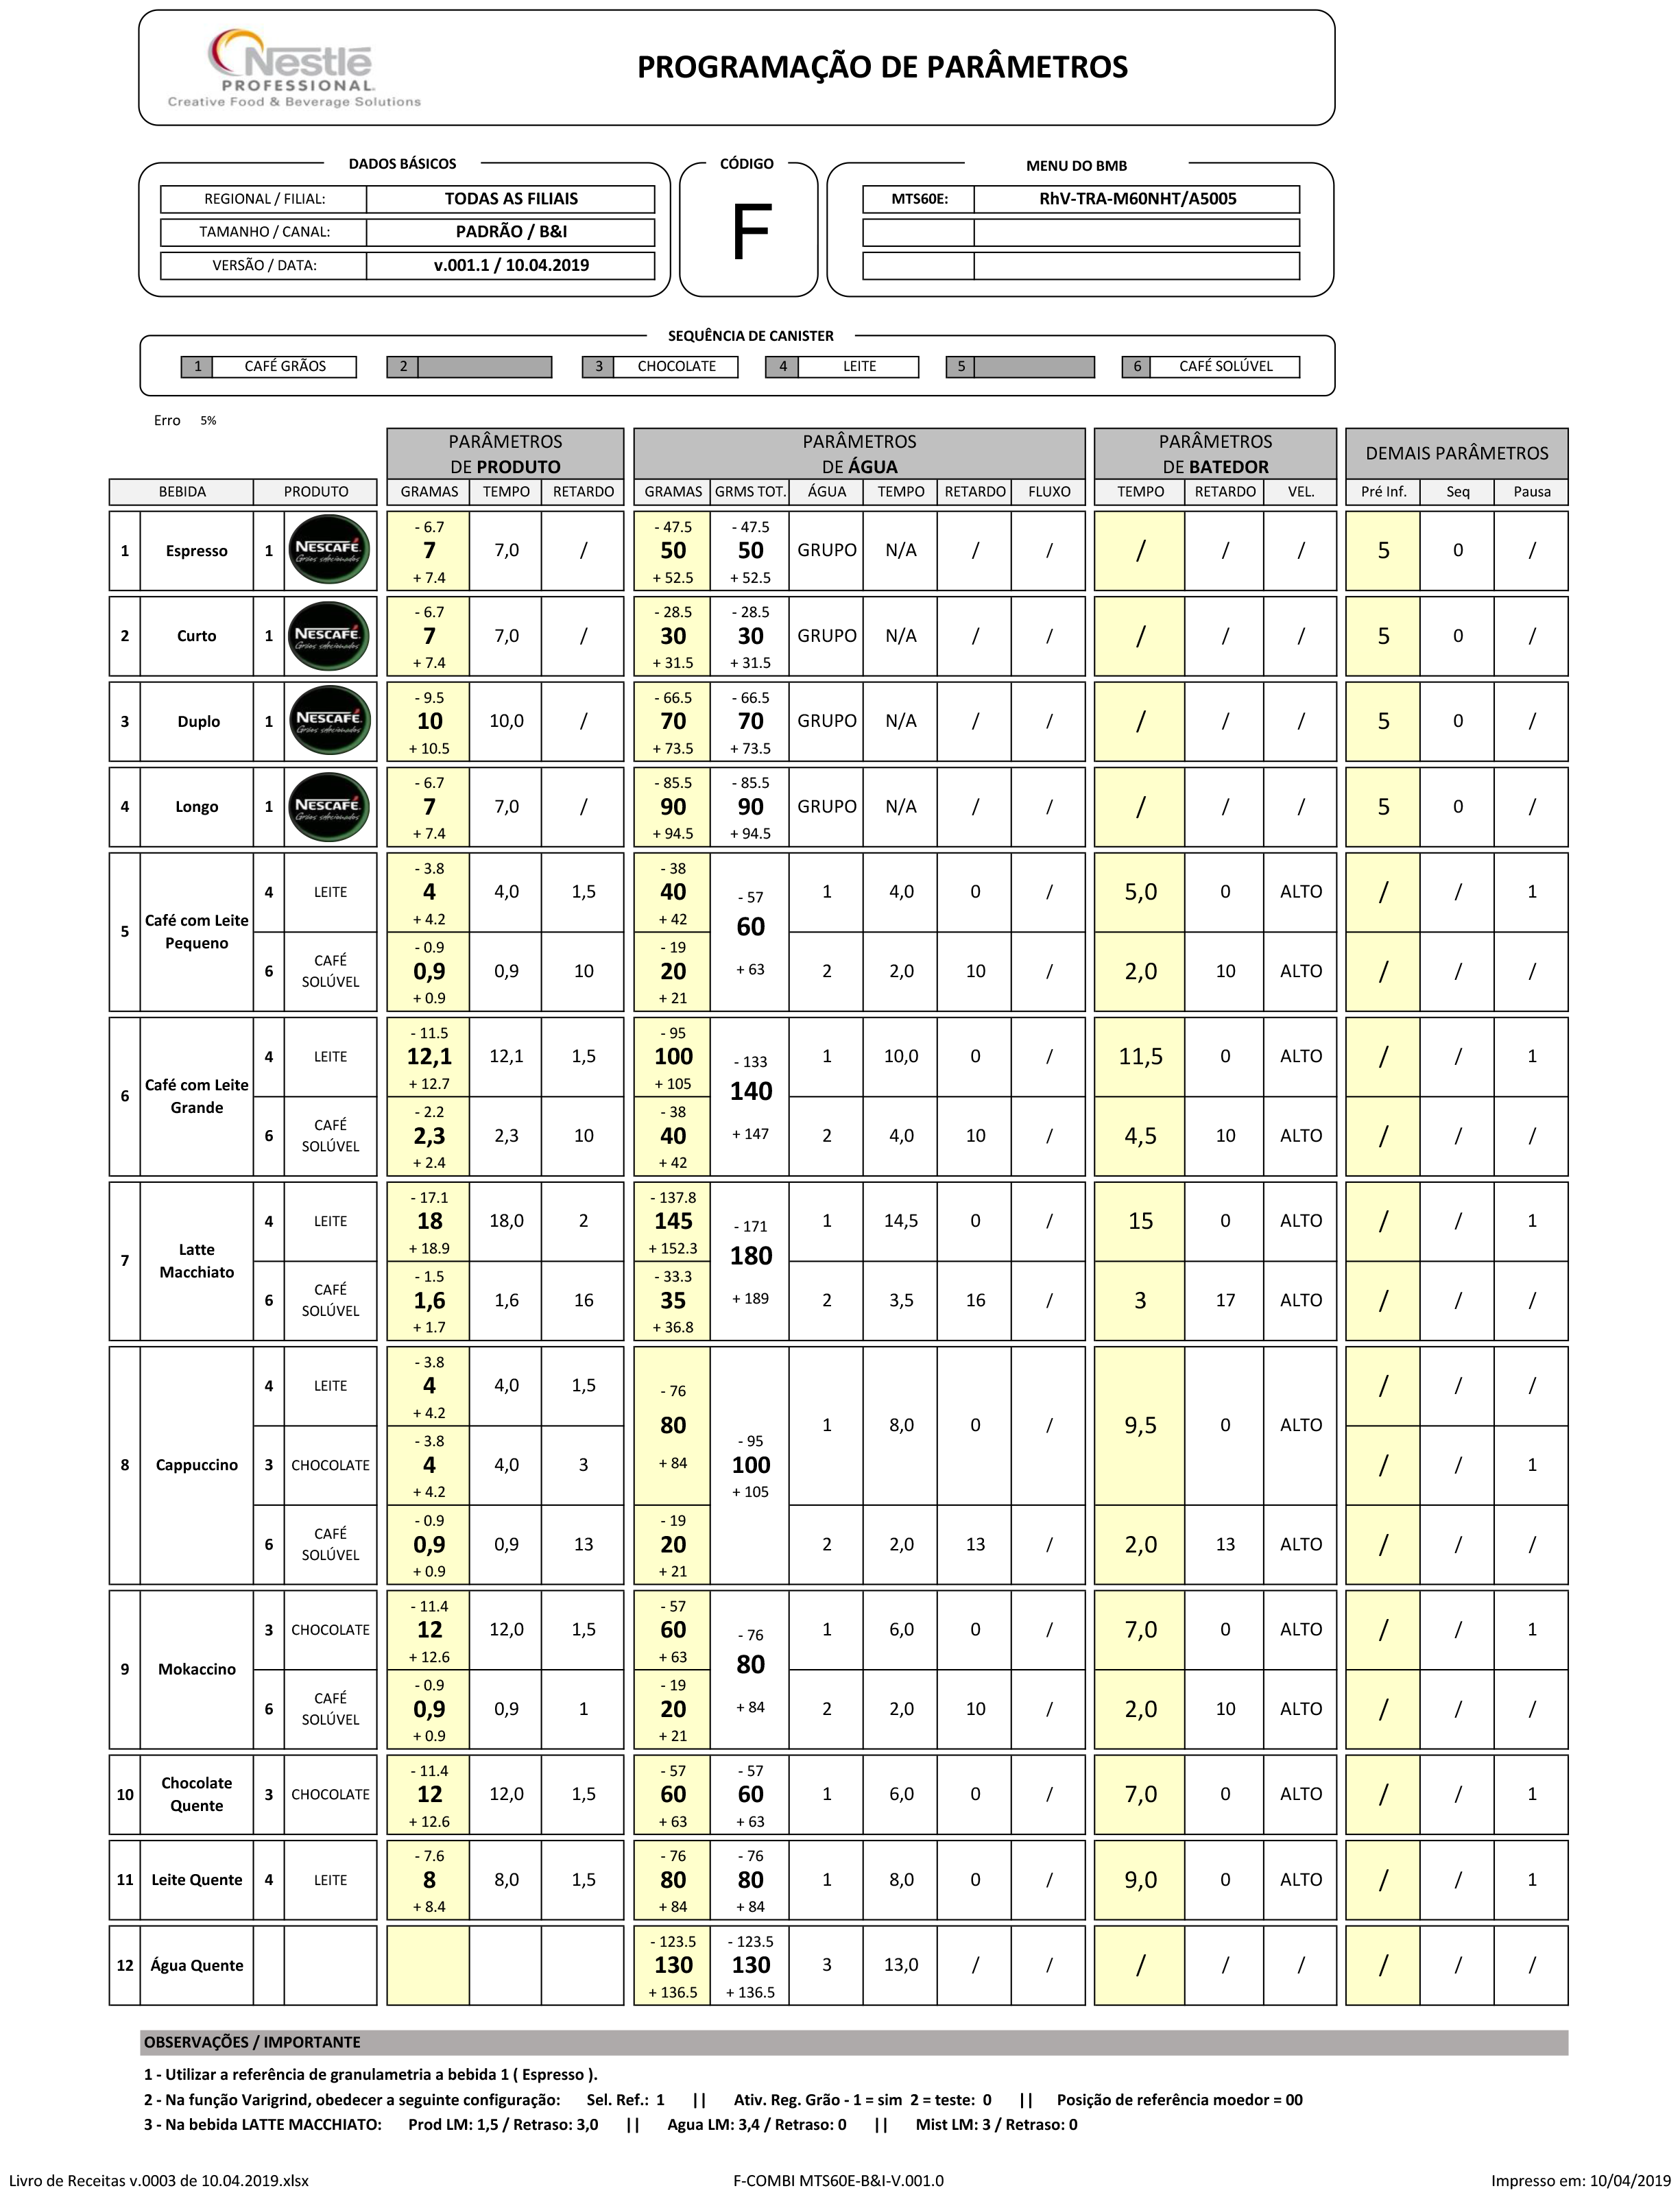 Nestlé
PROFESSIONAL.
Creative Food & Beverage Solutions
PROGRAMAÇÃO DE PARÂMETROS
DADOS BÁSICOS
REGIONAL / FILIAL: TODAS AS FILIAIS
TAMANHO / CANAL: PADRÃO / B&I
VERSÃO / DATA: v.001.1 / 10.04.2019
CÓDIGO
F
MENU DO BMB
MTS60E: RhV-TRA-M60NHT/A5005
SEQUÊNCIA DE CANISTER
1 CAFÉ GRÃOS 2 3 CHOCOLATE 4 LEITE 5 6 CAFÉ SOLÚVEL
Erro 5%
PARÂMETROS DE PRODUTO PARÂMETROS DE ÁGUA PARÂMETROS DE BATEDOR DEMAIS PARÂMETROS
BEBIDA PRODUTO GRAMAS TEMPO RETARDO GRAMAS GRMS TOT. ÁGUA TEMPO RETARDO FLUXO TEMPO RETARDO VEL. Pré Inf. Seq Pausa
- 6.7 - 47.5 - 47.5
1 Espresso 1 NESCAFÉ Grãos selecionados 7 7,0 / 50 50 GRUPO N/A / / / / / 5 0 /
+ 7.4 + 52.5 + 52.5
- 6.7 - 28.5 - 28.5
2 Curto 1 NESCAFÉ Grãos selecionados 7 7,0 / 30 30 GRUPO N/A / / / / / 5 0 /
+ 7.4 + 31.5 + 31.5
- 9.5 - 66.5 - 66.5
3 Duplo 1 NESCAFÉ Grãos selecionados 10 10,0 / 70 70 GRUPO N/A / / / / / 5 0 /
+ 10.5 + 73.5 + 73.5
- 6.7 - 85.5 - 85.5
4 Longo 1 NESCAFÉ Grãos selecionados 7 7,0 / 90 90 GRUPO N/A / / / / / 5 0 /
+ 7.4 + 94.5 + 94.5
5 Café com Leite Pequeno
- 3.8 - 38
4 LEITE 4 4,0 1,5 40 1 4,0 0 / 5,0 0 ALTO / / 1
+ 4.2 + 42
- 57
60
+ 63
- 0.9 - 19
6 CAFÉ SOLÚVEL 0,9 0,9 10 20 2 2,0 10 / 2,0 10 ALTO / / /
+ 0.9 + 21
6 Café com Leite Grande
- 11.5 - 95
4 LEITE 12,1 12,1 1,5 100 1 10,0 0 / 11,5 0 ALTO / / 1
+ 12.7 + 105
- 133
140
+ 147
- 2.2 - 38
6 CAFÉ SOLÚVEL 2,3 2,3 10 40 2 4,0 10 / 4,5 10 ALTO / / /
+ 2.4 + 42
7 Latte Macchiato
- 17.1 - 137.8
4 LEITE 18 18,0 2 145 1 14,5 0 / 15 0 ALTO / / 1
+ 18.9 + 152.3
- 171
180
+ 189
- 1.5 - 33.3
6 CAFÉ SOLÚVEL 1,6 1,6 16 35 2 3,5 16 / 3 17 ALTO / / /
+ 1.7 + 36.8
8 Cappuccino
- 3.8
4 LEITE 4 4,0 1,5 / / /
+ 4.2
- 76
80 1 8,0 0 / 9,5 0 ALTO
+ 84
- 3.8 - 95
3 CHOCOLATE 4 4,0 3 100 / / 1
+ 4.2 + 105
- 0.9 - 19
6 CAFÉ SOLÚVEL 0,9 0,9 13 20 2 2,0 13 / 2,0 13 ALTO / / /
+ 0.9 + 21
9 Mokaccino
- 11.4 - 57
3 CHOCOLATE 12 12,0 1,5 60 1 6,0 0 / 7,0 0 ALTO / / 1
+ 12.6 + 63
- 76
80
+ 84
- 0.9 - 19
6 CAFÉ SOLÚVEL 0,9 0,9 1 20 2 2,0 10 / 2,0 10 ALTO / / /
+ 0.9 + 21
- 11.4 - 57 - 57
10 Chocolate Quente 3 CHOCOLATE 12 12,0 1,5 60 60 1 6,0 0 / 7,0 0 ALTO / / 1
+ 12.6 + 63 + 63
- 7.6 - 76 - 76
11 Leite Quente 4 LEITE 8 8,0 1,5 80 80 1 8,0 0 / 9,0 0 ALTO / / 1
+ 8.4 + 84 + 84
- 123.5 - 123.5
12 Água Quente 130 130 3 13,0 / / / / / / / /
+ 136.5 + 136.5
OBSERVAÇÕES / IMPORTANTE
1 - Utilizar a referência de granulametria a bebida 1 ( Espresso ).
2 - Na função Varigrind, obedecer a seguinte configuração: Sel. Ref.: 1 || Ativ. Reg. Grão - 1 = sim 2 = teste: 0 || Posição de referência moedor = 00
3 - Na bebida LATTE MACCHIATO: Prod LM: 1,5 / Retraso: 3,0 || Agua LM: 3,4 / Retraso: 0 || Mist LM: 3 / Retraso: 0
Livro de Receitas v.0003 de 10.04.2019.xlsx F-COMBI MTS60E-B&I-V.001.0 Impresso em: 10/04/2019